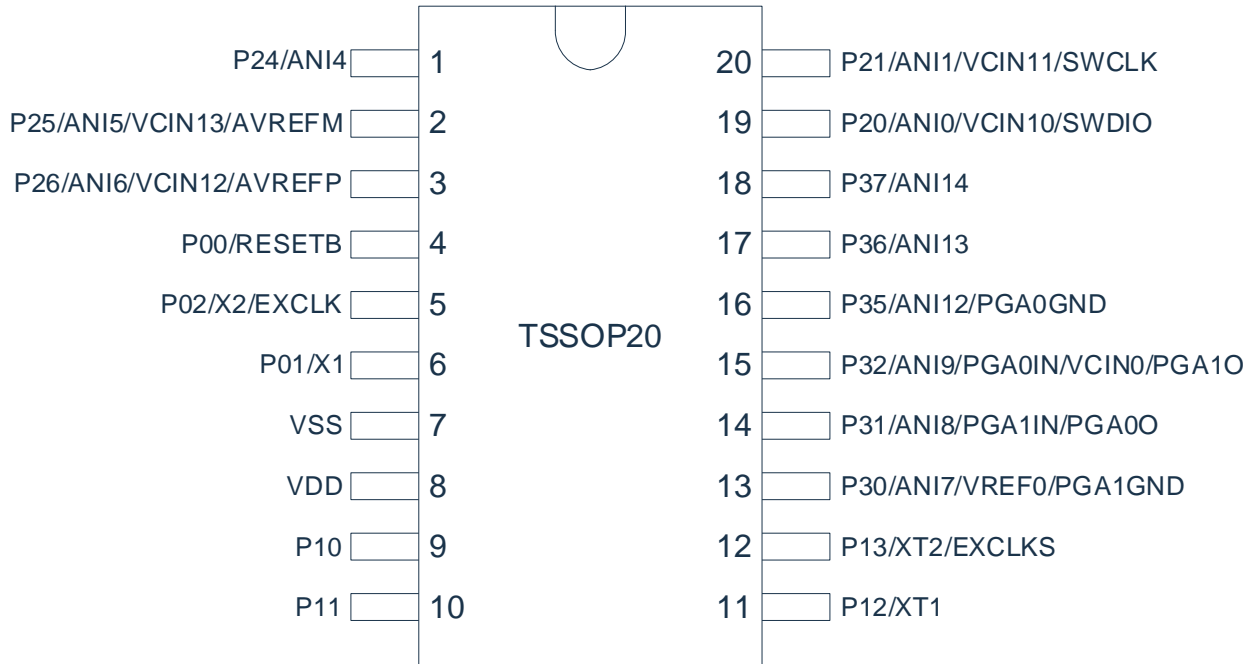 P24/ANI4 1 20 P21/ANI1/VCIN11/SWCLK
P25/ANI5/VCIN13/AVREFM 2 19 P20/ANI0/VCIN10/SWDIO
P26/ANI6/VCIN12/AVREFP 3 18 P37/ANI14
P00/RESETB 4 17 P36/ANI13
P02/X2/EXCLK 5 16 P35/ANI12/PGA0GND
TSSOP20
P01/X1 6 15 P32/ANI9/PGA0IN/VCIN0/PGA1O
VSS 7 14 P31/ANI8/PGA1IN/PGA0O
VDD 8 13 P30/ANI7/VREF0/PGA1GND
P10 9 12 P13/XT2/EXCLKS
P11 10 11 P12/XT1